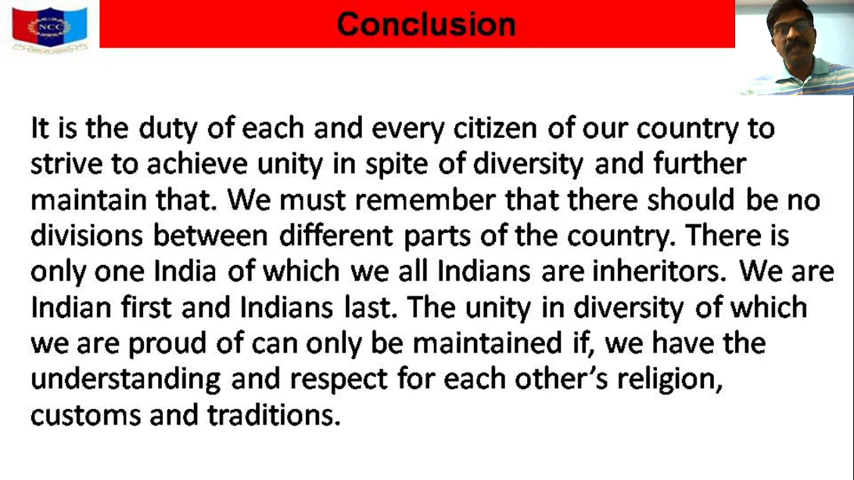 NCC
Conclusion
It is the duty of each and every citizen of our country to
strive to achieve unity in spite of diversity and further
maintain that. We must remember that there should be no
divisions between different parts of the country. There is
only one India of which we all Indians are inheritors. We are
Indian first and Indians last. The unity in diversity of which
we are proud of can only be maintained if, we have the
understanding and respect for each other's religion,
customs and traditions.